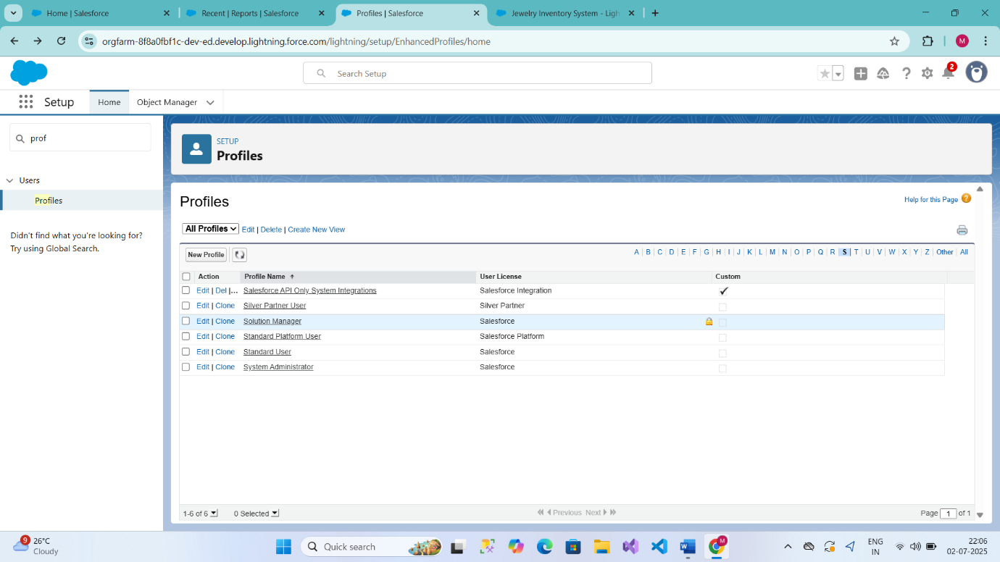 Home | Salesforce
Recent | Reports | Salesforce
Profiles | Salesforce
Jewelry Inventory System - Ligh
orgfarm-8f8a0fbf1c-dev-ed.develop.lightning.force.com/lightning/setup/EnhancedProfiles/home
M
Search Setup
2
Setup
Home
Object Manager
prof
Users
Profiles
Didn't find what you're looking for?
Try using Global Search.
SETUP
Profiles
Profiles
Help for this Page ?
All Profiles Edit | Delete | Create New View
New Profile
A | B | C | D | E | F | G | H | I | J | K | L | M | N | O | P | Q | R | S | T | U | V | W | X | Y | Z | Other | All
Action Profile Name User License Custom
Edit | Del |... Salesforce API Only System Integrations Salesforce Integration
Edit | Clone Silver Partner User Silver Partner
Edit | Clone Solution Manager Salesforce
Edit | Clone Standard Platform User Salesforce Platform
Edit | Clone Standard User Salesforce
Edit | Clone System Administrator Salesforce
1-6 of 6 0 Selected Previous Next Page 1 of 1
9
26°C
Cloudy
Quick search
M
ENG
IN
22:06
02-07-2025